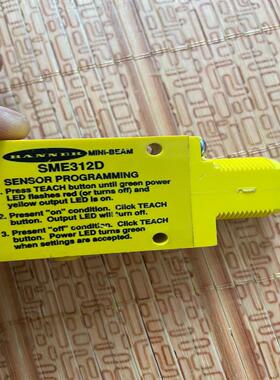 BANNER MINI-BEAM
SME312D
SENSOR PROGRAMMING
1. Press TEACH button until green power
LED flashes red (or turns off) and
yellow output LED is on.
2. Present "on" condition. Click TEACH
button. Output LED will turn off.
3. Present "off" condition. Click TEACH
button. Power LED turns green
when settings are accepted.